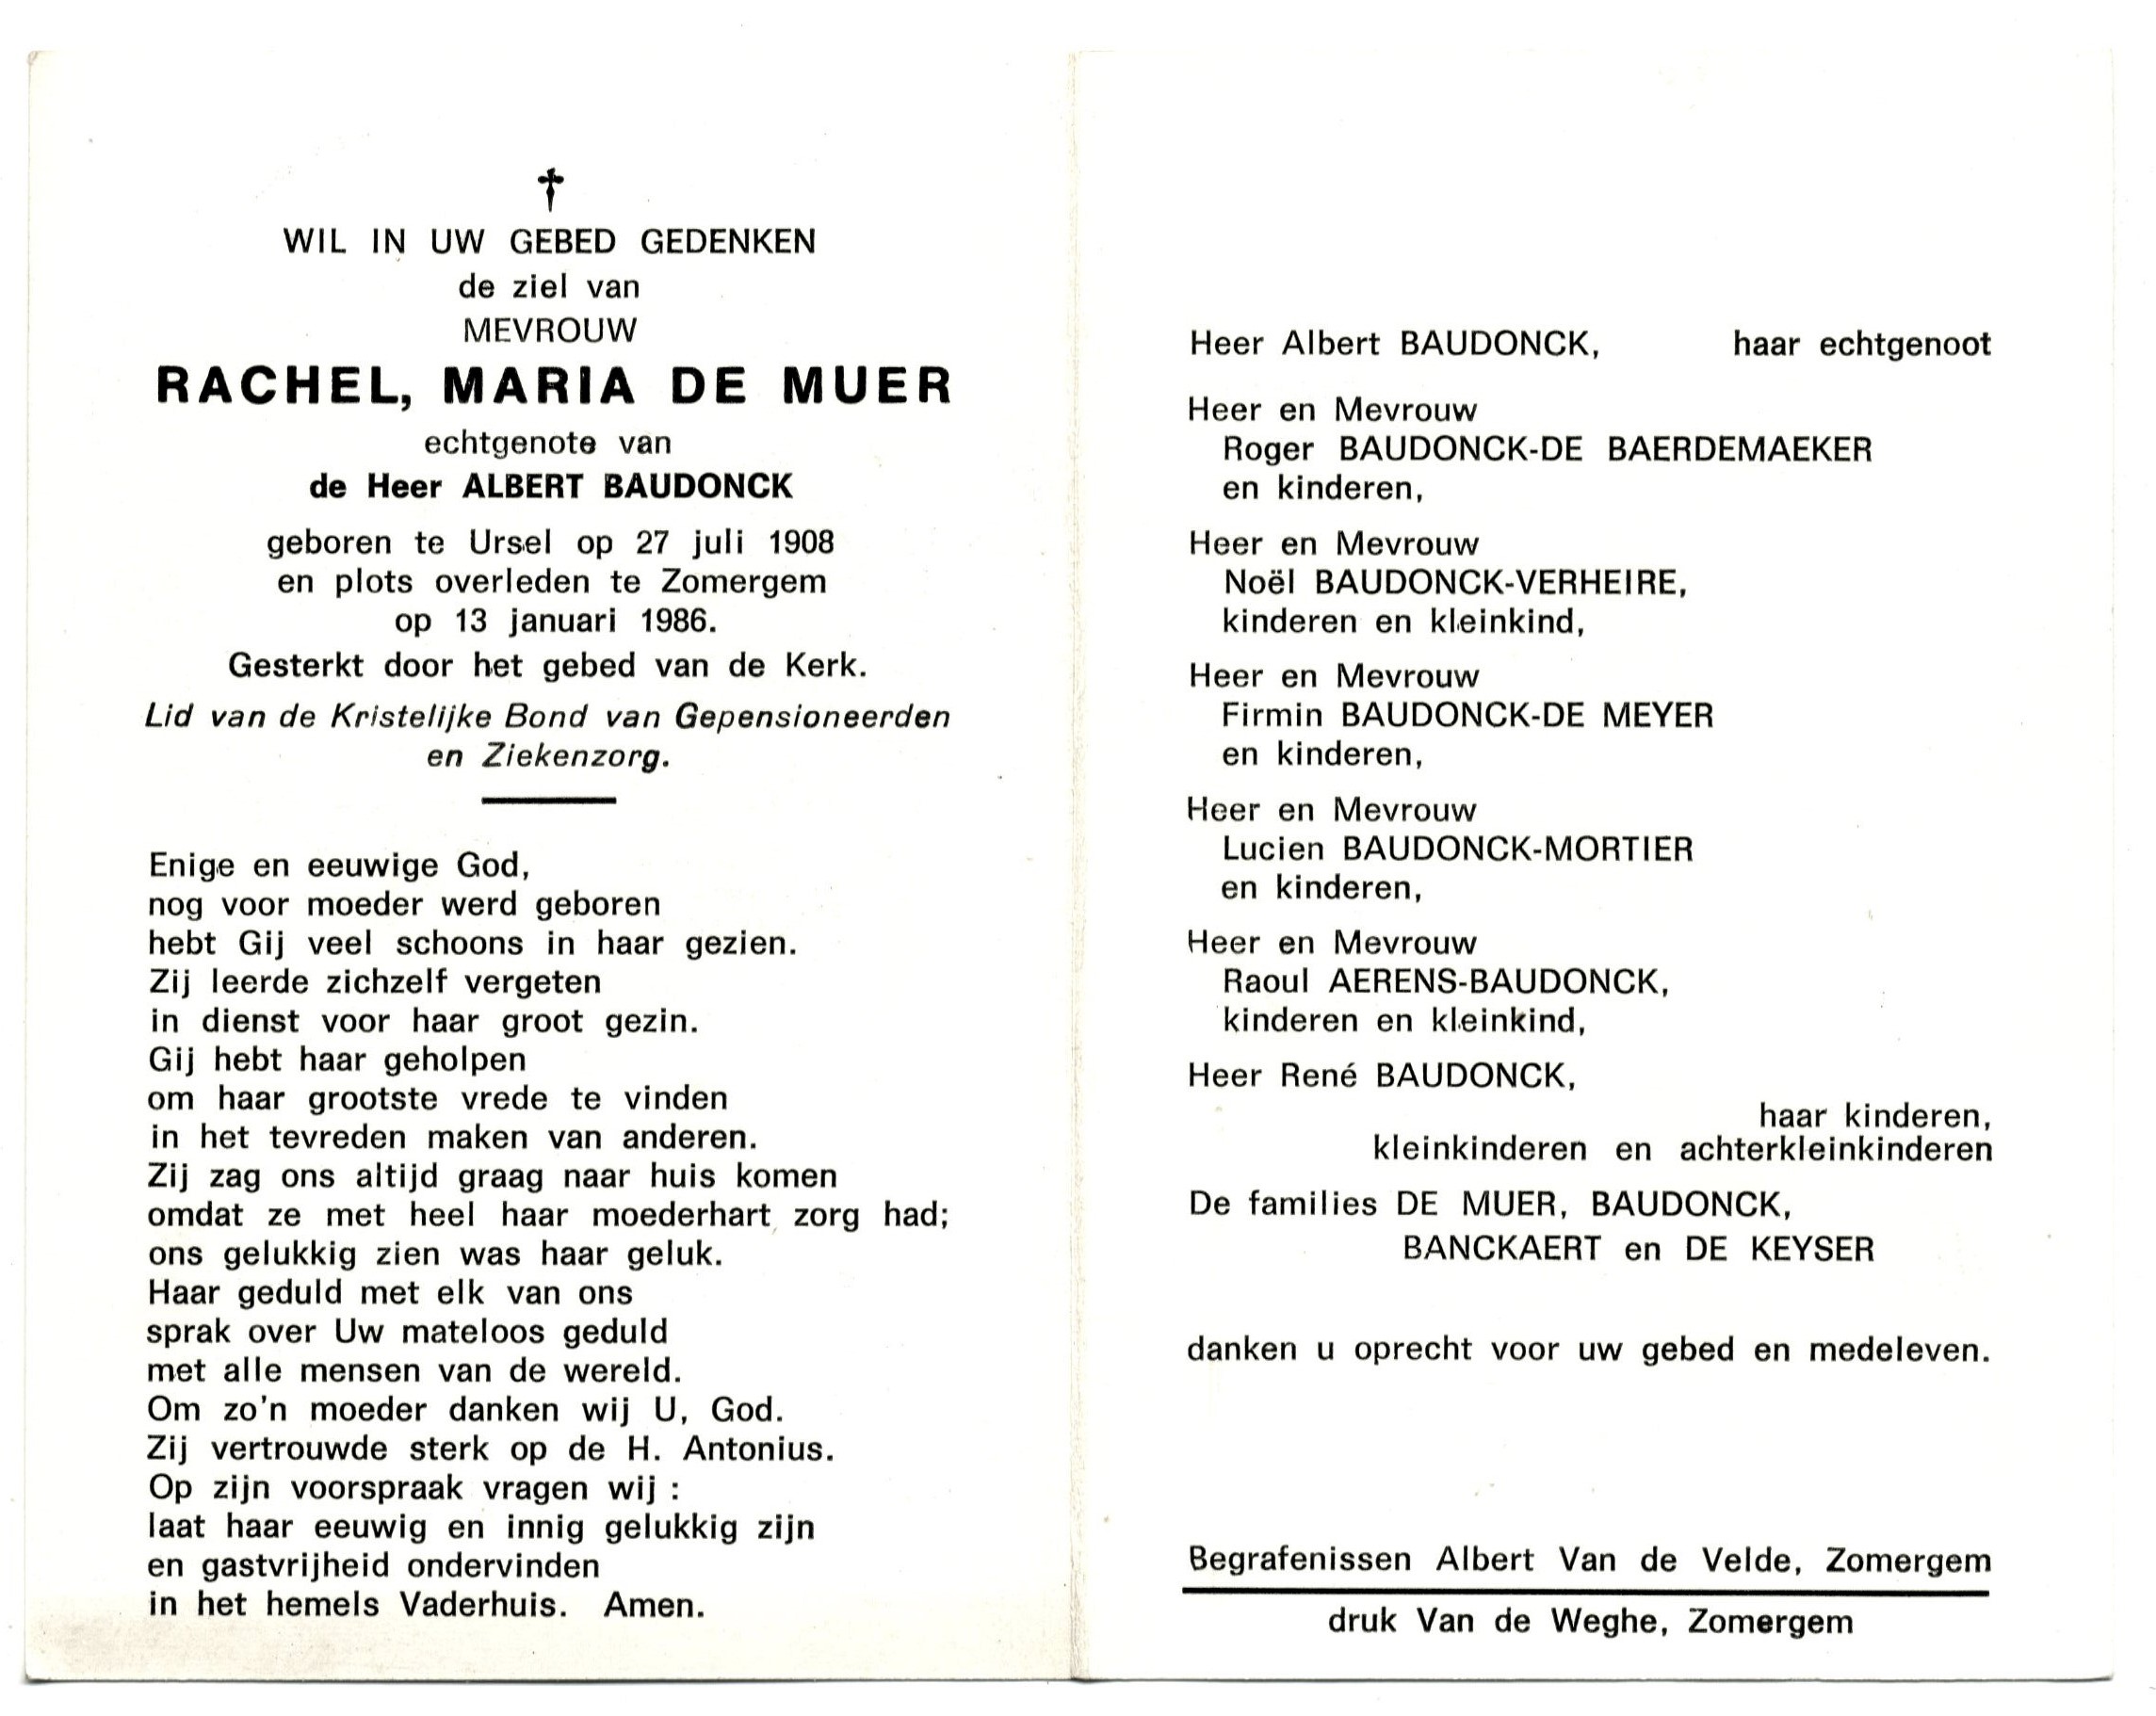 WIL IN UW GEBED GEDENKEN
de ziel van
MEVROUW
RACHEL, MARIA DE MUER
echtgenote van
de Heer ALBERT BAUDONCK
geboren te Ursel op 27 juli 1908
en plots overleden te Zomergem
op 13 januari 1986.
Gesterkt door het gebed van de Kerk.
Lid van de Kristelijke Bond van Gepensioneerden
en Ziekenzorg.
Enige en eeuwige God,
nog voor moeder werd geboren
hebt Gij veel schoons in haar gezien.
Zij leerde zichzelf vergeten
in dienst voor haar groot gezin.
Gij hebt haar geholpen
om haar grootste vrede te vinden
in het tevreden maken van anderen.
Zij zag ons altijd graag naar huis komen
omdat ze met heel haar moederhart zorg had;
ons gelukkig zien was haar geluk.
Haar geduld met elk van ons
sprak over Uw mateloos geduld
met alle mensen van de wereld.
Om zo'n moeder danken wij U, God.
Zij vertrouwde sterk op de H. Antonius.
Op zijn voorspraak vragen wij :
laat haar eeuwig en innig gelukkig zijn
en gastvrijheid ondervinden
in het hemels Vaderhuis. Amen.
Heer Albert BAUDONCK, haar echtgenoot
Heer en Mevrouw
Roger BAUDONCK-DE BAERDEMAEKER
en kinderen,
Heer en Mevrouw
Noël BAUDONCK-VERHEIRE,
kinderen en kleinkind,
Heer en Mevrouw
Firmin BAUDONCK-DE MEYER
en kinderen,
Heer en Mevrouw
Lucien BAUDONCK-MORTIER
en kinderen,
Heer en Mevrouw
Raoul AERENS-BAUDONCK,
kinderen en kleinkind,
Heer René BAUDONCK,
haar kinderen,
kleinkinderen en achterkleinkinderen
De families DE MUER, BAUDONCK,
BANCKAERT en DE KEYSER
danken u oprecht voor uw gebed en medeleven.
Begrafenissen Albert Van de Velde, Zomergem
druk Van de Weghe, Zomergem